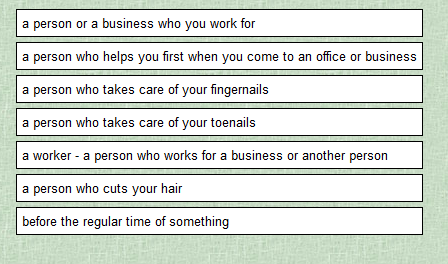 a person or a business who you work for
a person who helps you first when you come to an office or business
a person who takes care of your fingernails
a person who takes care of your toenails
a worker - a person who works for a business or another person
a person who cuts your hair
before the regular time of something